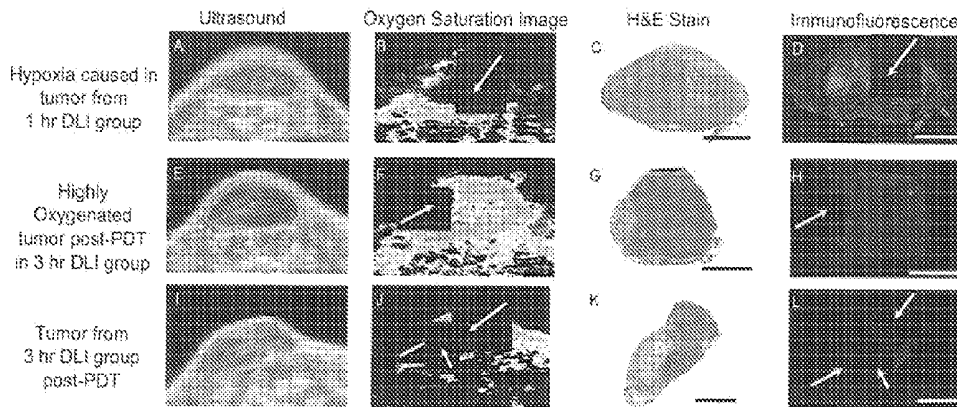 Ultrasound Oxygen Saturation Image H&E Stain Immunofluorescence
Hypoxia caused in
tumor from
1 hr DLI group
A B C D
Highly
Oxygenated
tumor post-PDT
in 3 hr DLI group
E F G H
Tumor from
3 hr DLI group
post-PDT
I J K L